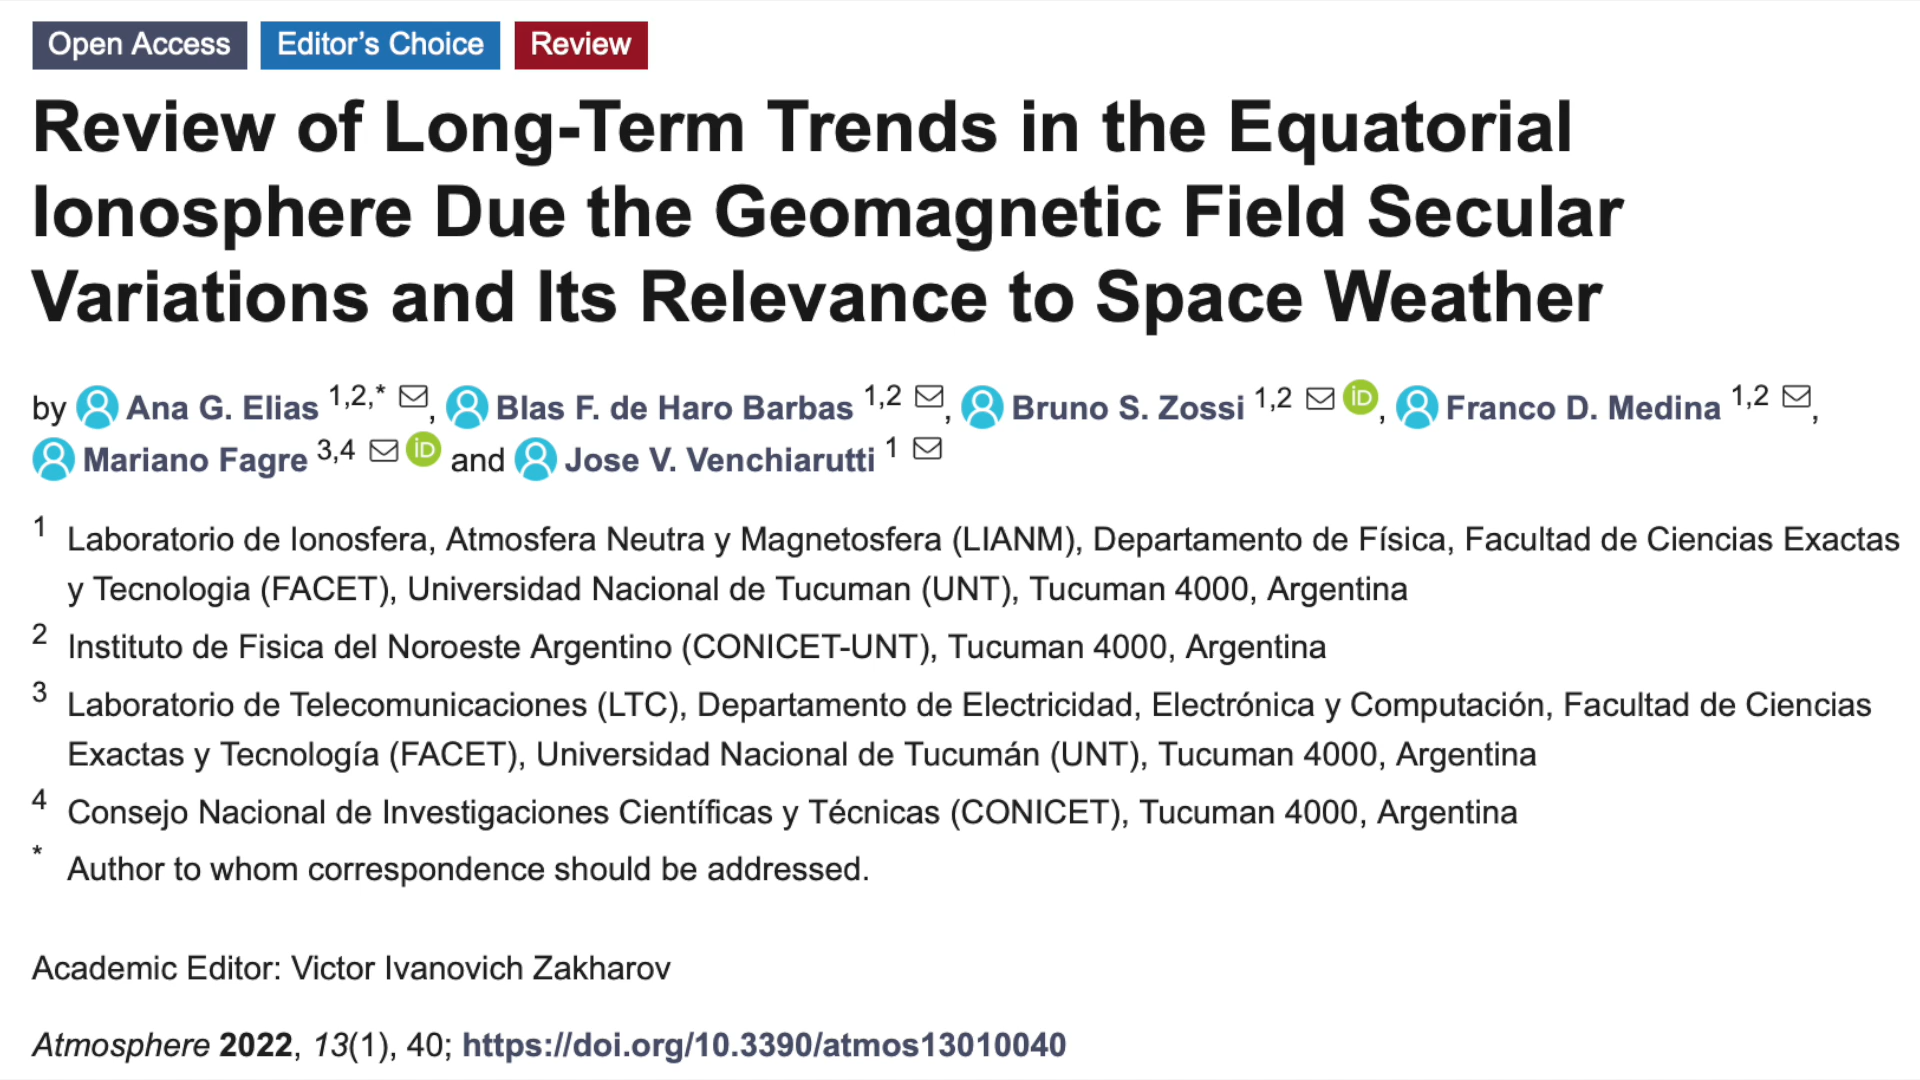 Open Access Editor's Choice Review
Review of Long-Term Trends in the Equatorial
Ionosphere Due the Geomagnetic Field Secular
Variations and Its Relevance to Space Weather
by Ana G. Elias 1,2,* , Blas F. de Haro Barbas 1,2 , Bruno S. Zossi 1,2 iD , Franco D. Medina 1,2 ,
Mariano Fagre 3,4 iD and Jose V. Venchiarutti 1
1 Laboratorio de Ionosfera, Atmosfera Neutra y Magnetosfera (LIANM), Departamento de Física, Facultad de Ciencias Exactas
y Tecnologia (FACET), Universidad Nacional de Tucuman (UNT), Tucuman 4000, Argentina
2 Instituto de Fisica del Noroeste Argentino (CONICET-UNT), Tucuman 4000, Argentina
3 Laboratorio de Telecomunicaciones (LTC), Departamento de Electricidad, Electrónica y Computación, Facultad de Ciencias
Exactas y Tecnología (FACET), Universidad Nacional de Tucumán (UNT), Tucuman 4000, Argentina
4 Consejo Nacional de Investigaciones Científicas y Técnicas (CONICET), Tucuman 4000, Argentina
* Author to whom correspondence should be addressed.
Academic Editor: Victor Ivanovich Zakharov
Atmosphere 2022, 13(1), 40; https://doi.org/10.3390/atmos13010040